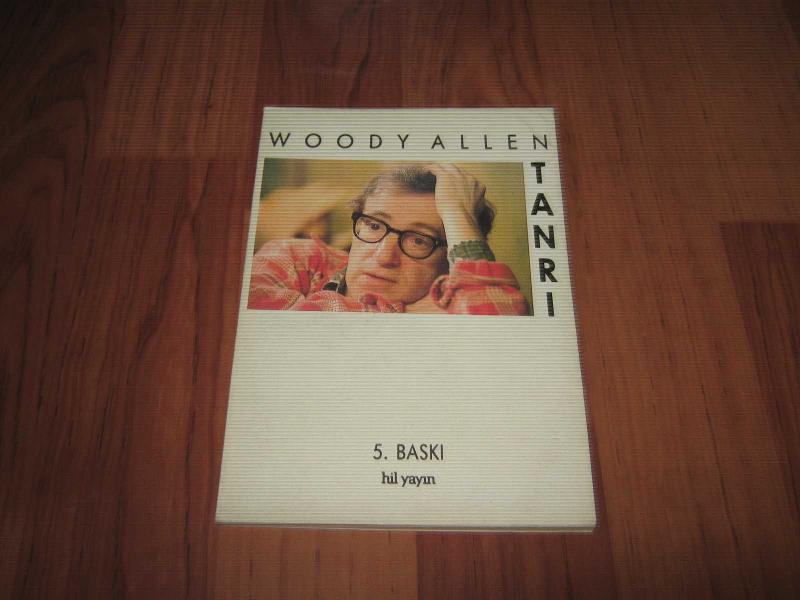 WOODY ALLEN
TANRI
5. BASKI
hil yayın